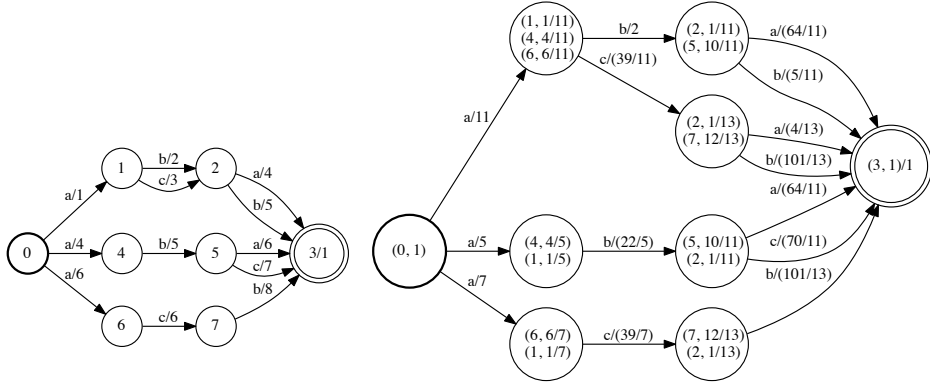 0
a/1
a/4
a/6
1
b/2
c/3
2
a/4
b/5
4
b/5
5
a/6
c/7
6
c/6
7
b/8
3/1
(0, 1)
a/11
a/5
a/7
(1, 1/11)
(4, 4/11)
(6, 6/11)
b/2
c/(39/11)
(2, 1/11)
(5, 10/11)
a/(64/11)
b/(5/11)
(2, 1/13)
(7, 12/13)
a/(4/13)
b/(101/13)
(4, 4/5)
(1, 1/5)
b/(22/5)
(5, 10/11)
(2, 1/11)
a/(64/11)
c/(70/11)
(6, 6/7)
(1, 1/7)
c/(39/7)
(7, 12/13)
(2, 1/13)
b/(101/13)
(3, 1)/1